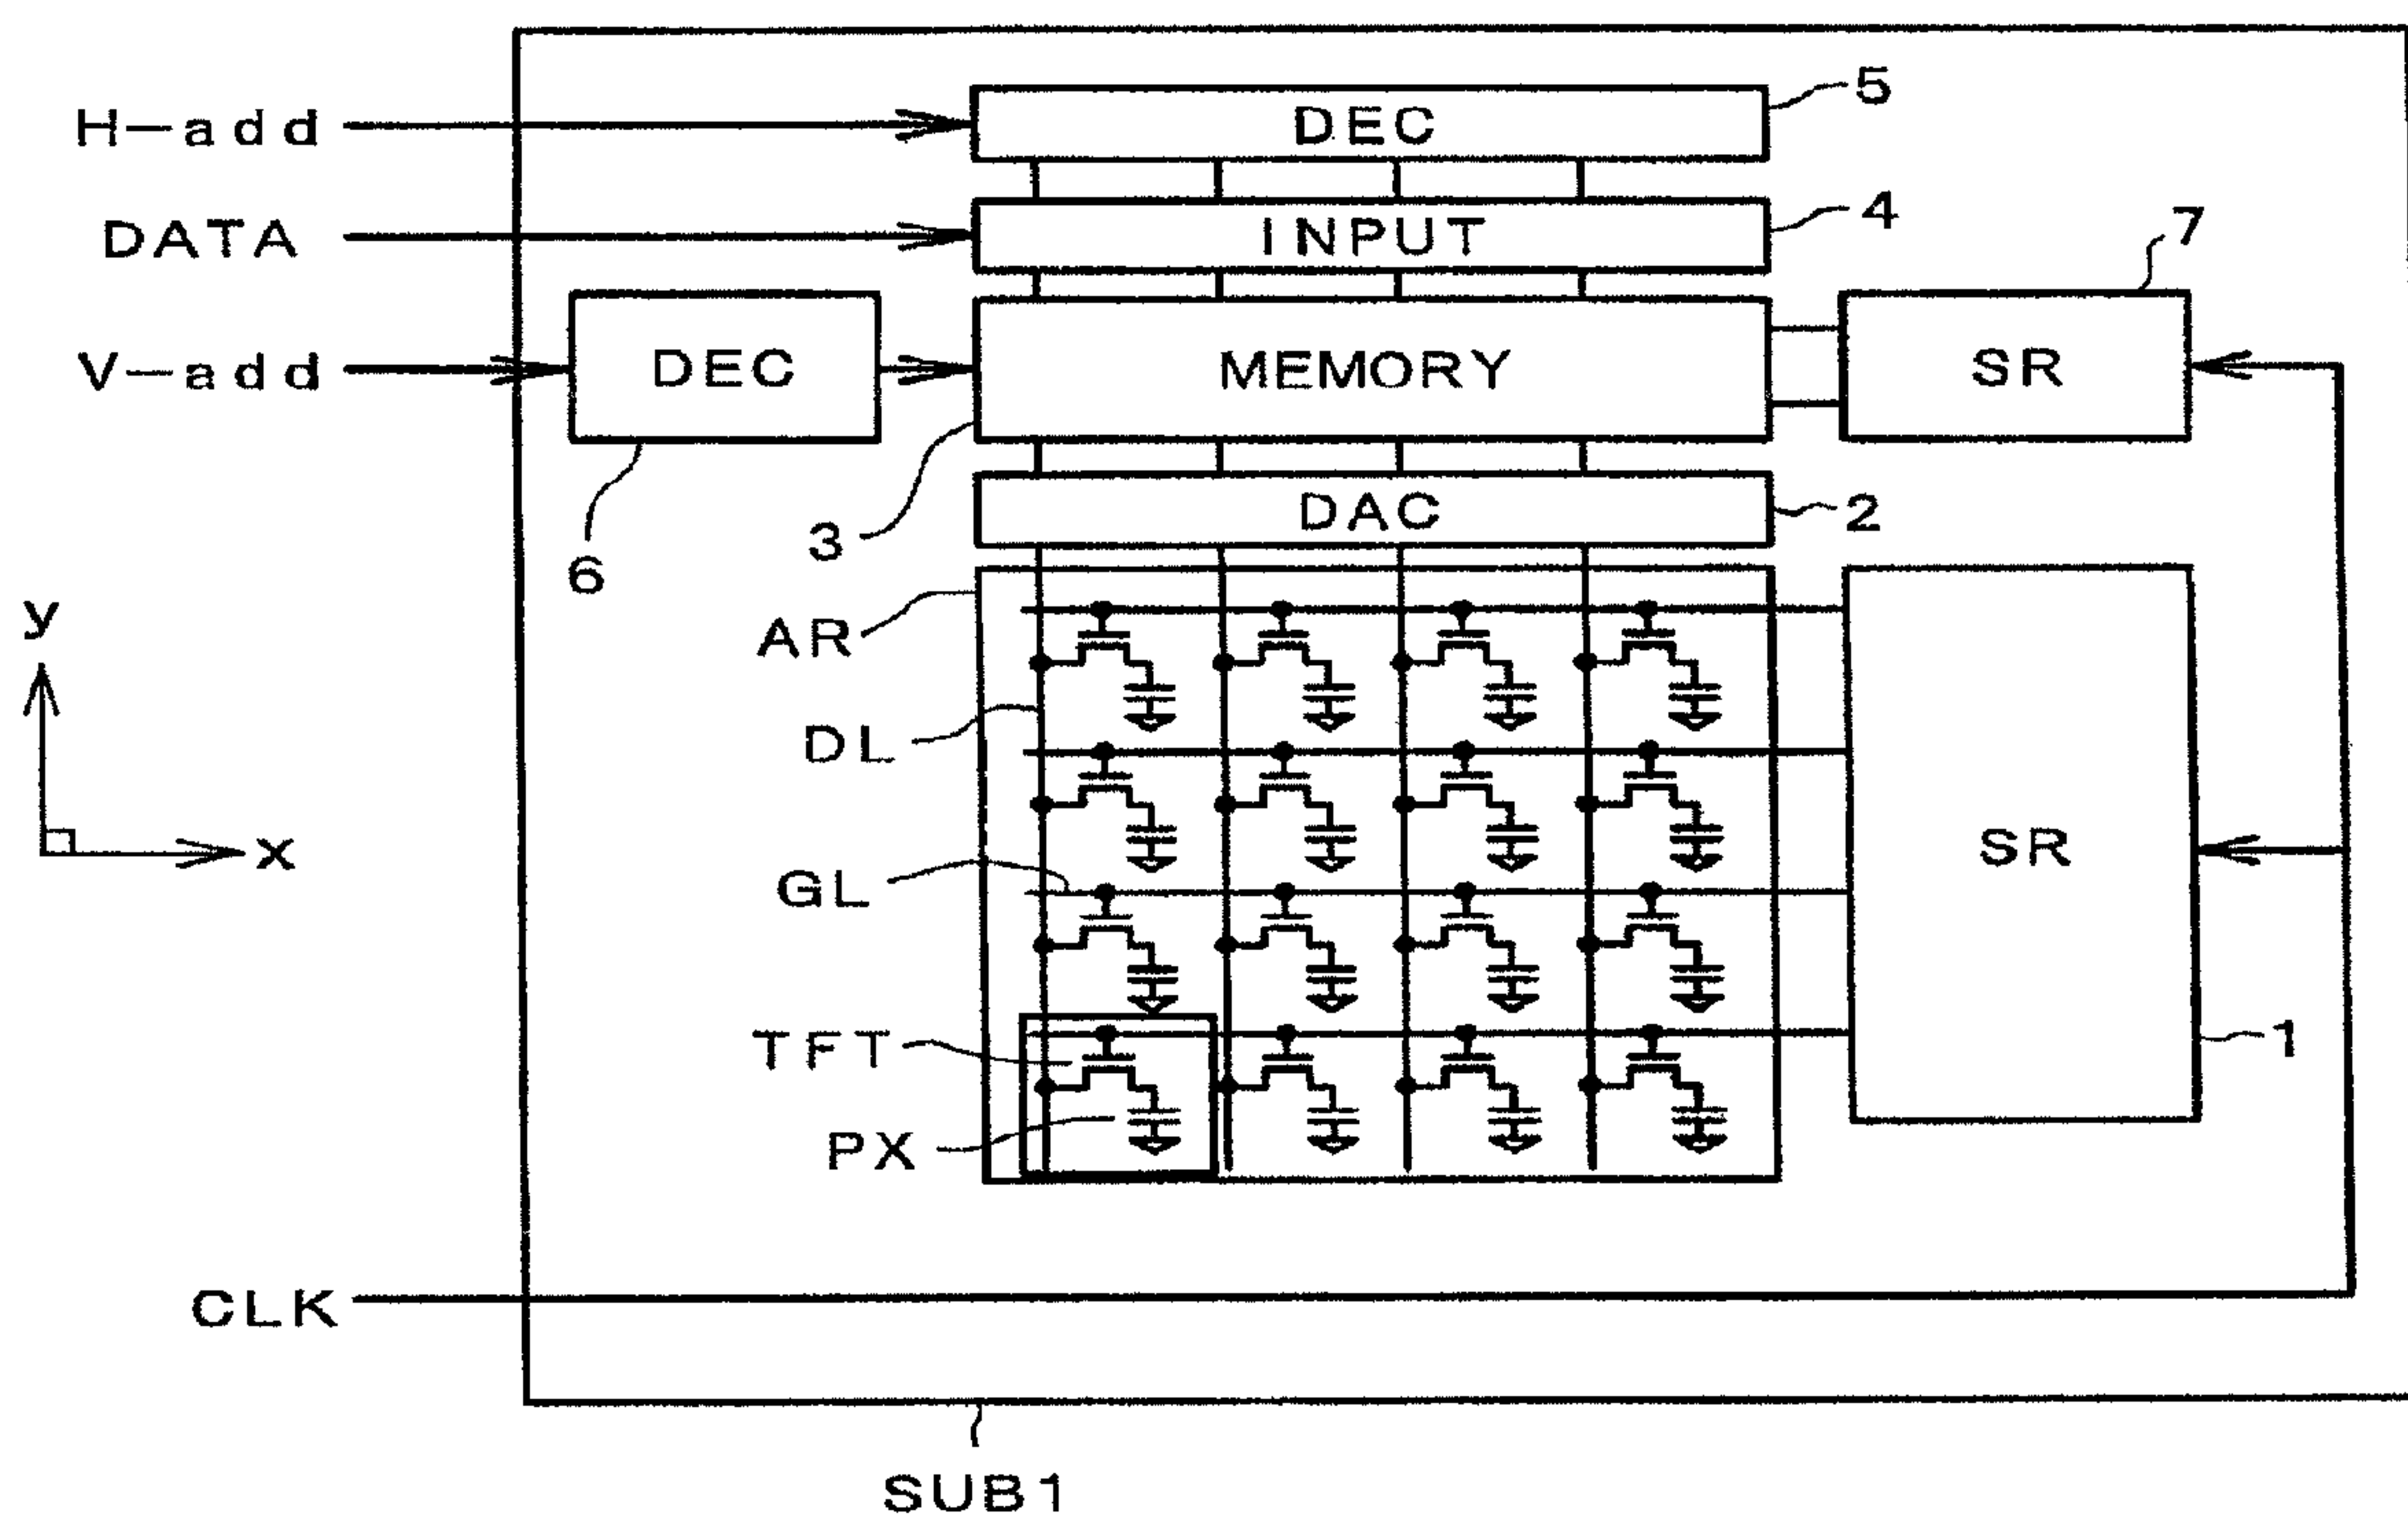 H-add
DEC
5
DATA
INPUT
4
7
V-add
DEC
MEMORY
SR
6
3
DAC
2
y
x
AR
DL
GL
TFT
PX
SR
1
CLK
SUB1